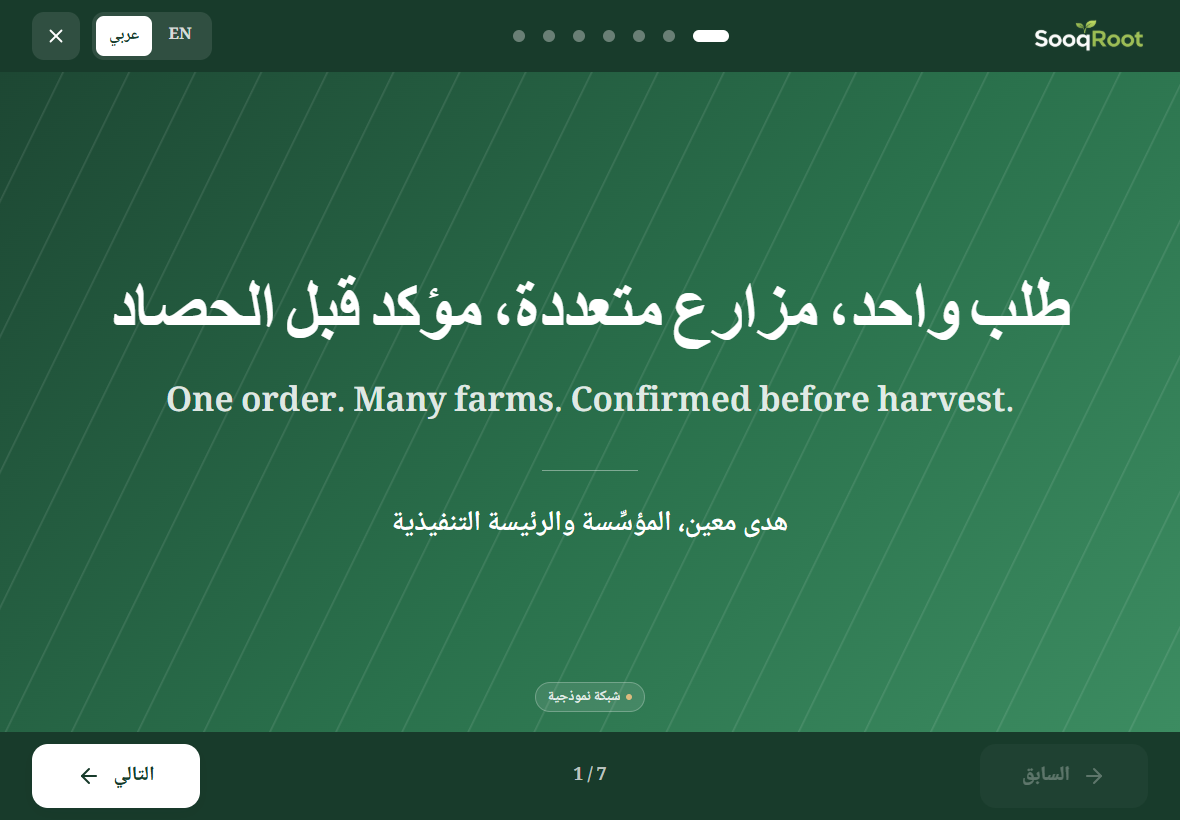 SooqRoot
عربي
EN
طلب واحد، مزارع متعددة، مؤكد قبل الحصاد
One order. Many farms. Confirmed before harvest.
هدى معين، المؤسِّسة والرئيسة التنفيذية
شبكة نموذجية
السابق
1 / 7
التالي